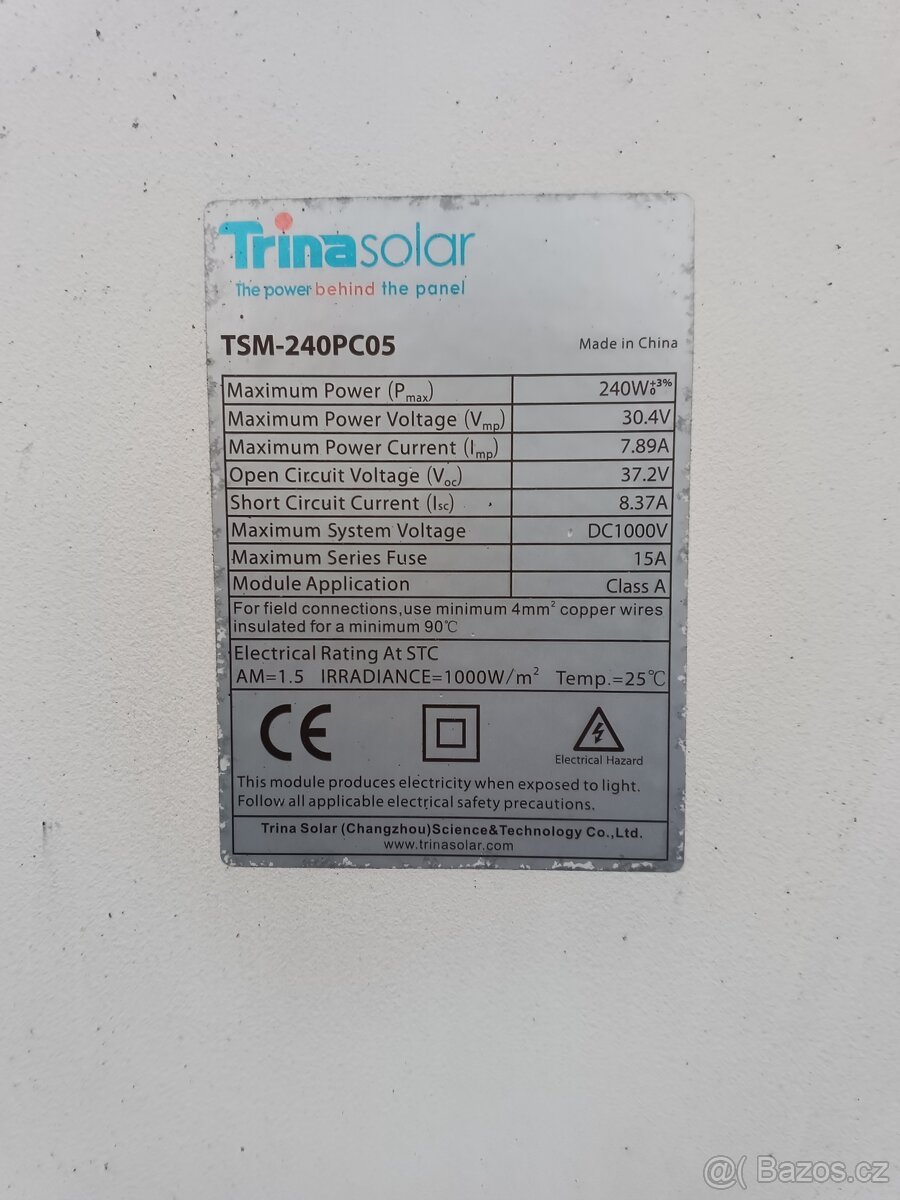 Trinasolar
The power behind the panel
TSM-240PC05 Made in China
Maximum Power (Pmax) 240W+3% 0
Maximum Power Voltage (Vmp) 30.4V
Maximum Power Current (Imp) 7.89A
Open Circuit Voltage (Voc) 37.2V
Short Circuit Current (Isc) 8.37A
Maximum System Voltage DC1000V
Maximum Series Fuse 15A
Module Application Class A
For field connections,use minimum 4mm² copper wires
insulated for a minimum 90℃
Electrical Rating At STC
AM=1.5 IRRADIANCE=1000W/m² Temp.=25℃
CE
Electrical Hazard
This module produces electricity when exposed to light.
Follow all applicable electrical safety precautions.
Trina Solar (Changzhou)Science&Technology Co.,Ltd.
www.trinasolar.com
@( Bazos.cz